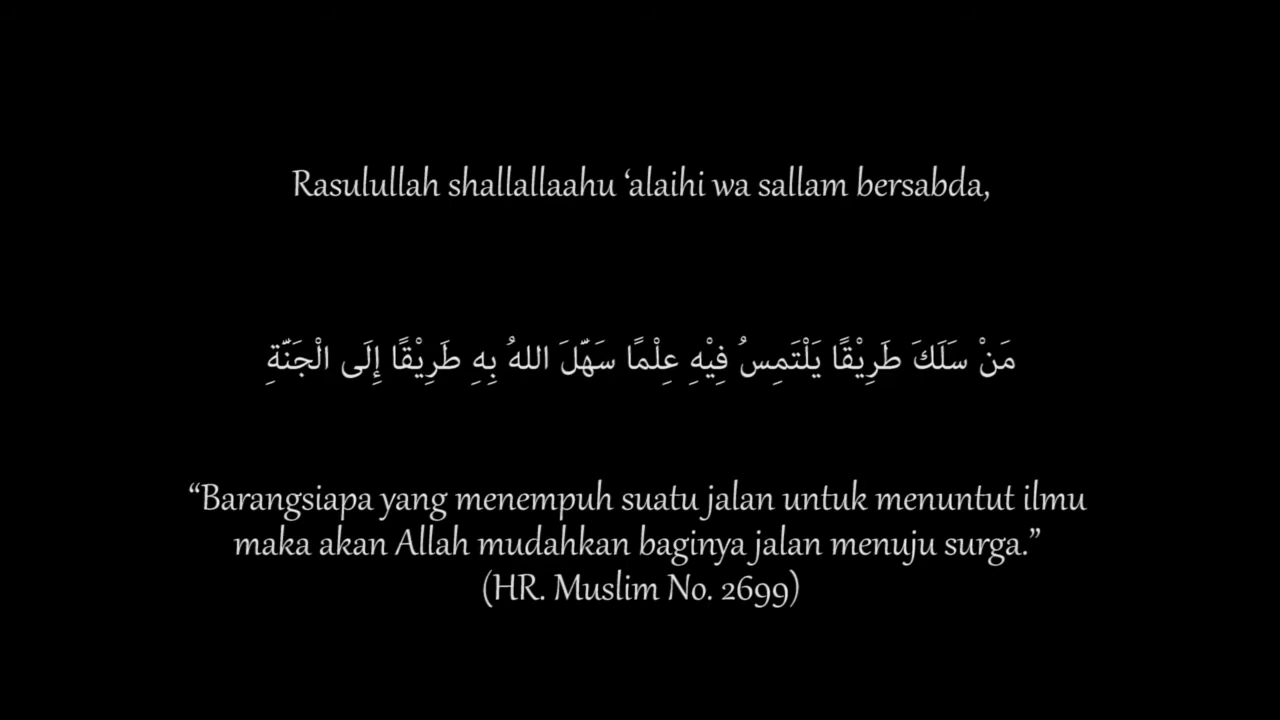 Rasulullah shallallaahu ‘alaihi wa sallam bersabda,
مَنْ سَلَكَ طَرِيْقًا يَلْتَمِسُ فِيْهِ عِلْمًا سَهَّلَ اللهُ بِهِ طَرِيْقًا إِلَى الْجَنَّةِ
“Barangsiapa yang menempuh suatu jalan untuk menuntut ilmu
maka akan Allah mudahkan baginya jalan menuju surga.”
(HR. Muslim No. 2699)